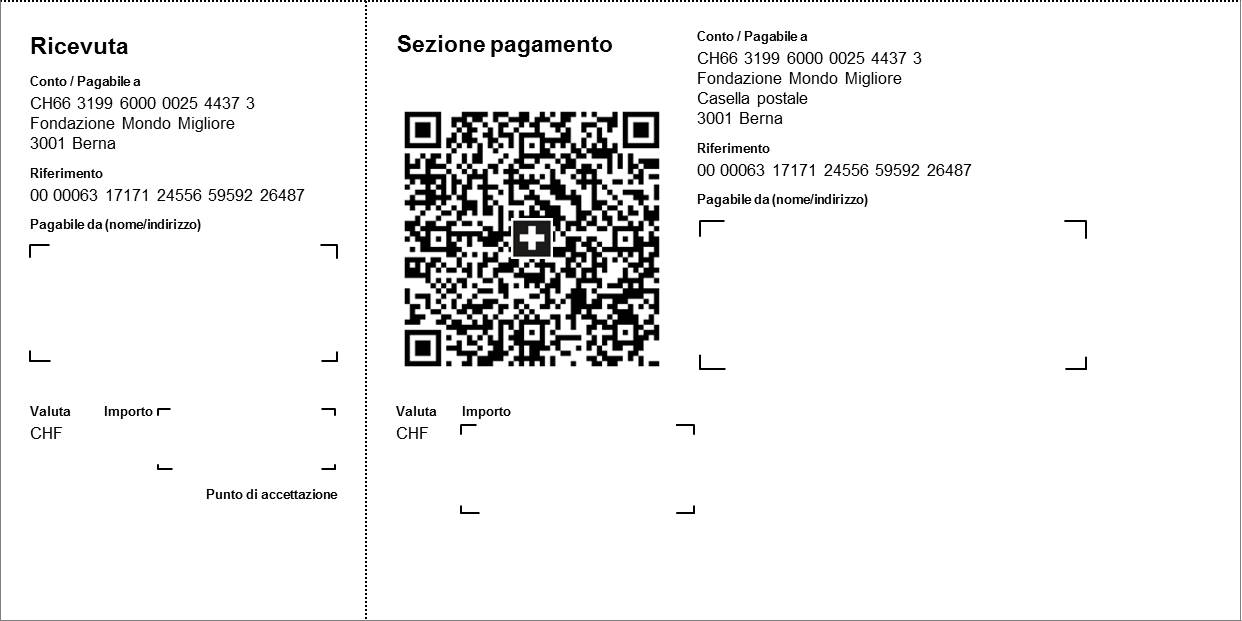 Ricevuta
Conto / Pagabile a
CH66 3199 6000 0025 4437 3
Fondazione Mondo Migliore
3001 Berna
Riferimento
00 00063 17171 24556 59592 26487
Pagabile da (nome/indirizzo)
Valuta Importo
CHF
Punto di accettazione
Sezione pagamento
Valuta Importo
CHF
Conto / Pagabile a
CH66 3199 6000 0025 4437 3
Fondazione Mondo Migliore
Casella postale
3001 Berna
Riferimento
00 00063 17171 24556 59592 26487
Pagabile da (nome/indirizzo)